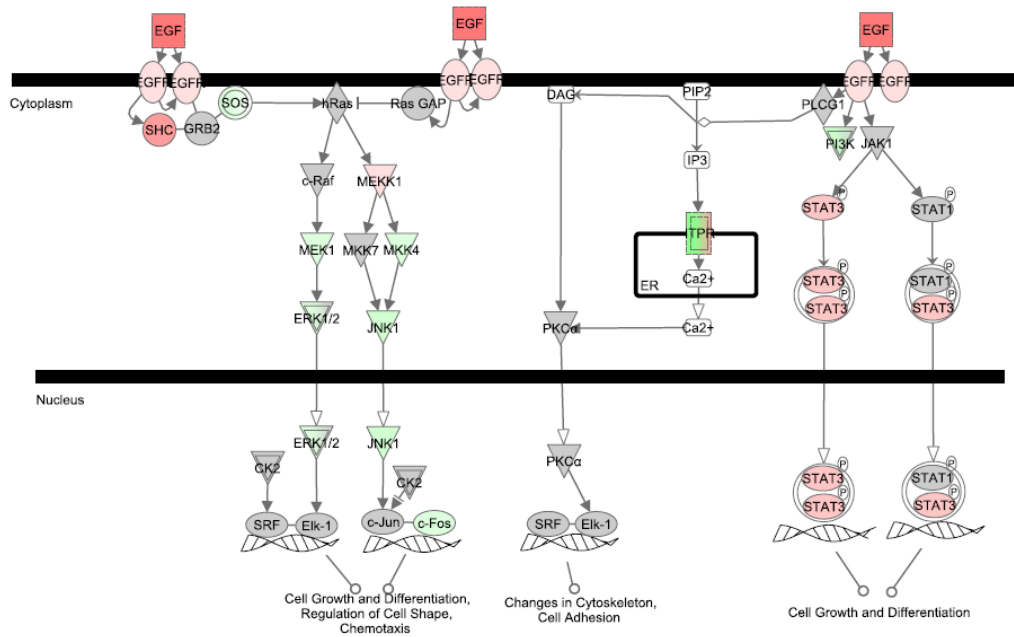 EGF
EGF
EGF
EGFR
EGFR
EGFR
EGFR
EGFR
EGFR
Cytoplasm
SOS
hRas
Ras GAP
DAG
PIP2
PLCG1
SHC
GRB2
PI3K
JAK1
c-Raf
MEKK1
IP3
STAT3
P
STAT1
P
MEK1
MKK7
MKK4
ITPR
ER
Ca2+
STAT3
P
STAT3
P
STAT1
P
STAT3
P
ERK1/2
JNK1
PKCα
Ca2+
Nucleus
ERK1/2
JNK1
CK2
CK2
PKCα
STAT3
P
STAT3
P
STAT1
P
STAT3
P
SRF
Elk-1
c-Jun
c-Fos
SRF
Elk-1
Cell Growth and Differentiation,
Regulation of Cell Shape,
Chemotaxis
Changes in Cytoskeleton,
Cell Adhesion
Cell Growth and Differentiation